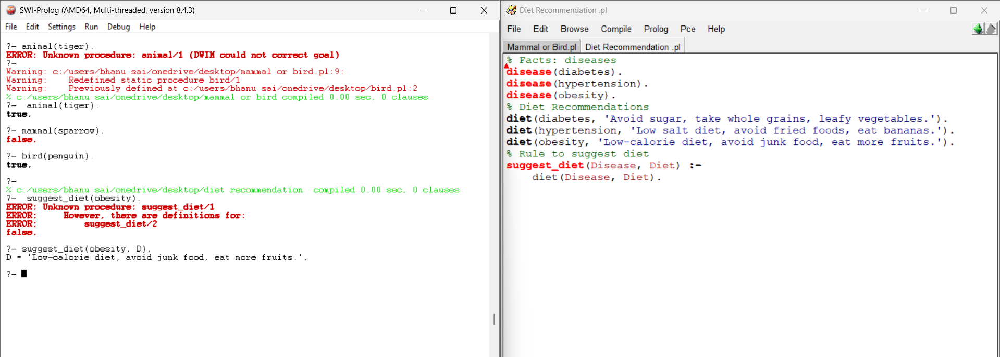 SWI-Prolog (AMD64, Multi-threaded, version 8.4.3)
File Edit Settings Run Debug Help
?- animal(tiger).
ERROR: Unknown procedure: animal/1 (DWIM could not correct goal)
?-
Warning: c:/users/bhanu sai/onedrive/desktop/mammal or bird.pl:9:
Warning:    Redefined static procedure bird/1
Warning:    Previously defined at c:/users/bhanu sai/onedrive/desktop/bird.pl:2
% c:/users/bhanu sai/onedrive/desktop/mammal or bird compiled 0.00 sec, 0 clauses
?-  animal(tiger).
true.
?- mammal(sparrow).
false.
?- bird(penguin).
true.
?-
% c:/users/bhanu sai/onedrive/desktop/diet recommendation  compiled 0.00 sec, 0 clauses
?-  suggest_diet(obesity).
ERROR: Unknown procedure: suggest_diet/1
ERROR:     However, there are definitions for:
ERROR:         suggest_diet/2
false.
?- suggest_diet(obesity, D).
D = 'Low-calorie diet, avoid junk food, eat more fruits.'.
?-
Diet Recommendation .pl
File Edit Browse Compile Prolog Pce Help
Mammal or Bird.pl Diet Recommendation .pl
% Facts: diseases
disease(diabetes).
disease(hypertension).
disease(obesity).
% Diet Recommendations
diet(diabetes, 'Avoid sugar, take whole grains, leafy vegetables.').
diet(hypertension, 'Low salt diet, avoid fried foods, eat bananas.').
diet(obesity, 'Low-calorie diet, avoid junk food, eat more fruits.').
% Rule to suggest diet
suggest_diet(Disease, Diet) :-
    diet(Disease, Diet).